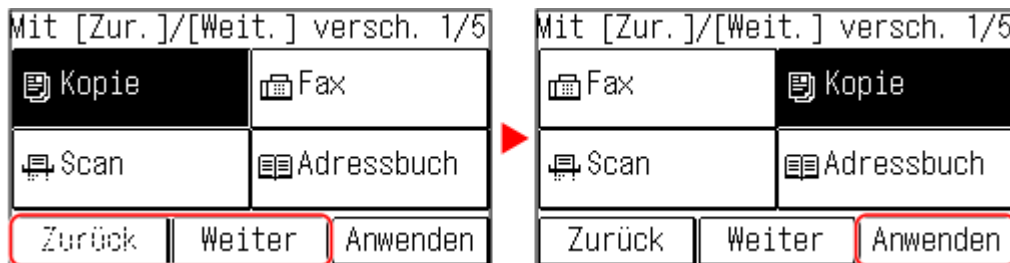 Mit [Zur.]/[Weit.] versch. 1/5
Kopie Fax
Scan Adressbuch
Zurück Weiter Anwenden
Mit [Zur.]/[Weit.] versch. 1/5
Fax Kopie
Scan Adressbuch
Zurück Weiter Anwenden